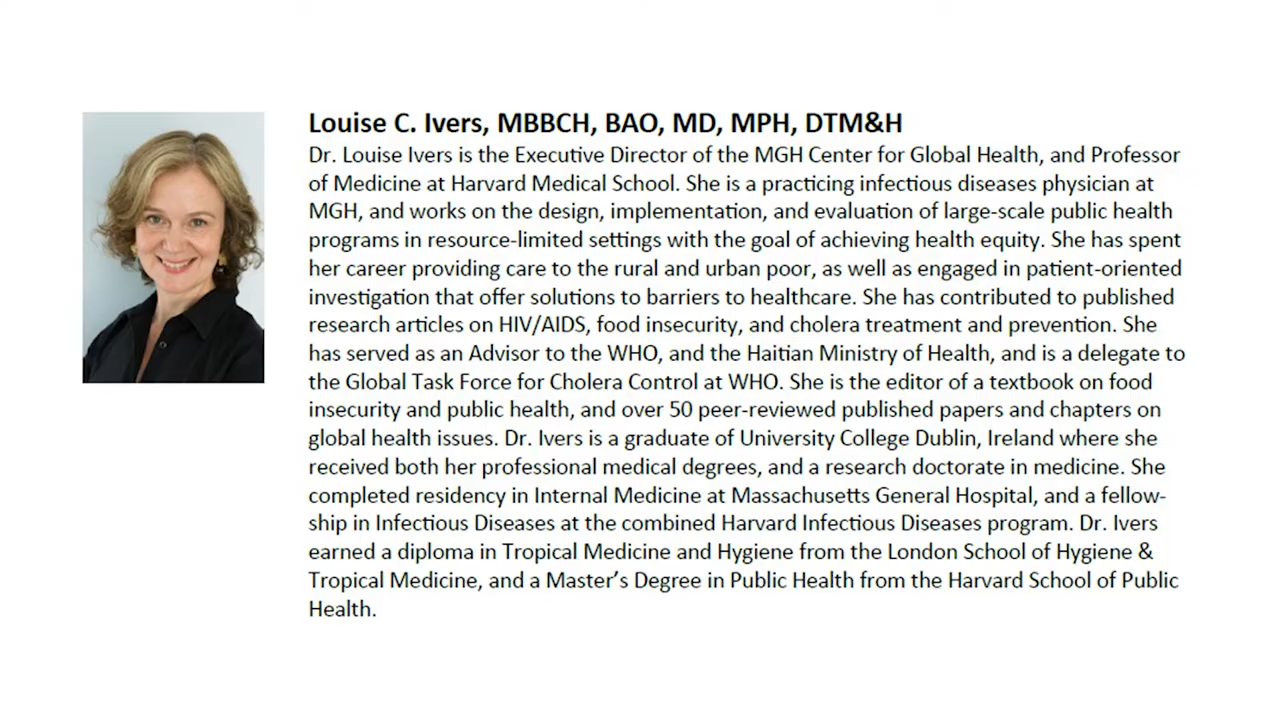 Louise C. Ivers, MBBCH, BAO, MD, MPH, DTM&H
Dr. Louise Ivers is the Executive Director of the MGH Center for Global Health, and Professor
of Medicine at Harvard Medical School. She is a practicing infectious diseases physician at
MGH, and works on the design, implementation, and evaluation of large-scale public health
programs in resource-limited settings with the goal of achieving health equity. She has spent
her career providing care to the rural and urban poor, as well as engaged in patient-oriented
investigation that offer solutions to barriers to healthcare. She has contributed to published
research articles on HIV/AIDS, food insecurity, and cholera treatment and prevention. She
has served as an Advisor to the WHO, and the Haitian Ministry of Health, and is a delegate to
the Global Task Force for Cholera Control at WHO. She is the editor of a textbook on food
insecurity and public health, and over 50 peer-reviewed published papers and chapters on
global health issues. Dr. Ivers is a graduate of University College Dublin, Ireland where she
received both her professional medical degrees, and a research doctorate in medicine. She
completed residency in Internal Medicine at Massachusetts General Hospital, and a fellow-
ship in Infectious Diseases at the combined Harvard Infectious Diseases program. Dr. Ivers
earned a diploma in Tropical Medicine and Hygiene from the London School of Hygiene &
Tropical Medicine, and a Master’s Degree in Public Health from the Harvard School of Public
Health.